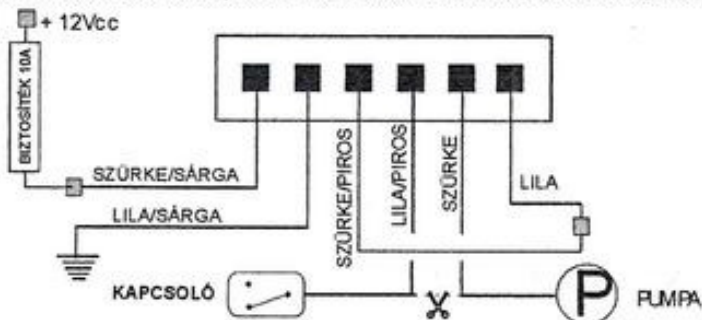 + 12Vcc
BIZTOSÍTÉK 10A
SZÜRKE/SÁRGA
LILA/SÁRGA
SZÜRKE/PIROS
LILA/PIROS
SZÜRKE
LILA
KAPCSOLÓ
P
PUMPA